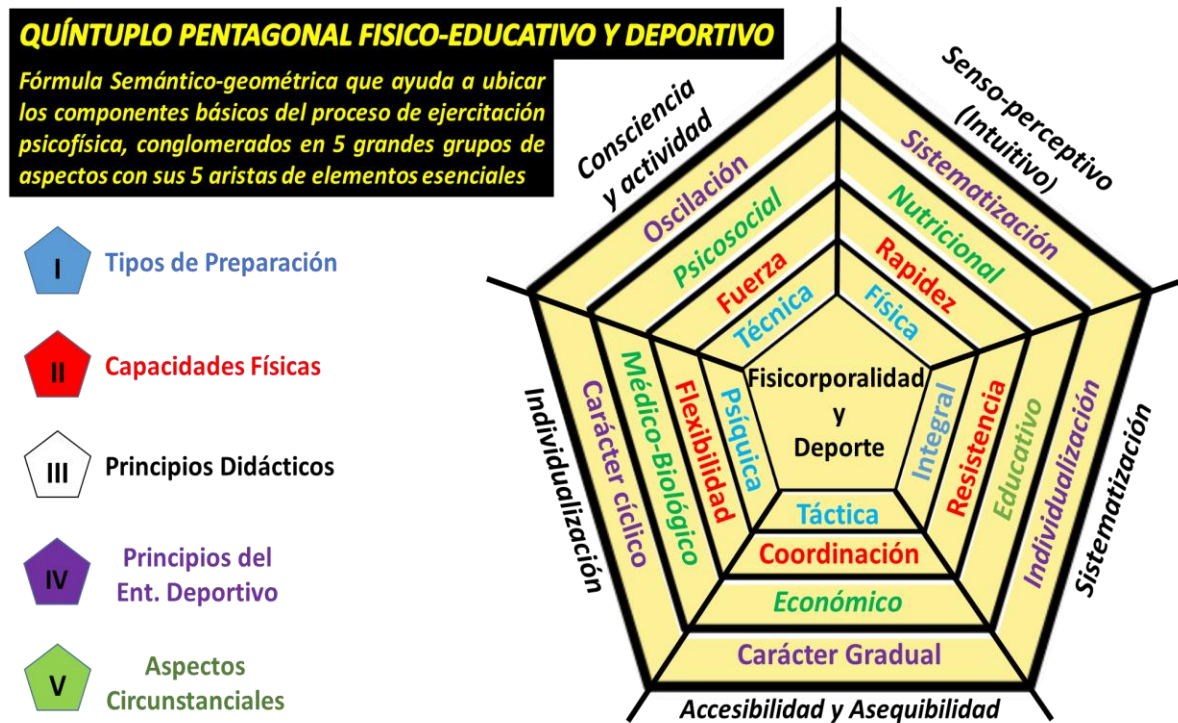 QUÍNTUPLO PENTAGONAL FISICO-EDUCATIVO Y DEPORTIVO
Fórmula Semántico-geométrica que ayuda a ubicar
los componentes básicos del proceso de ejercitación
psicofísica, conglomerados en 5 grandes grupos de
aspectos con sus 5 aristas de elementos esenciales
I
Tipos de Preparación
II
Capacidades Físicas
III
Principios Didácticos
IV
Principios del
Ent. Deportivo
V
Aspectos
Circunstanciales
Consciencia
y actividad
Senso-perceptivo
(Intuitivo)
Oscilación
Sistematización
Psicosocial
Nutricional
Fuerza
Rapidez
Técnica
Física
Individualización
Carácter cíclico
Médico-Biológico
Flexibilidad
Psíquica
Fisicorporalidad
y
Deporte
Integral
Resistencia
Educativo
Individualización
Sistematización
Táctica
Coordinación
Económico
Carácter Gradual
Accesibilidad y Asequibilidad